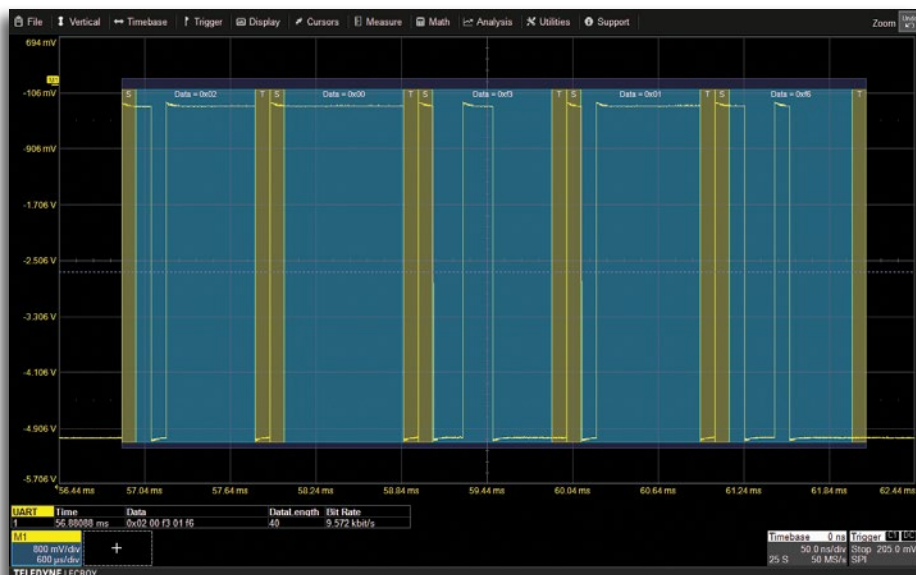 File Vertical Timebase Trigger Display Cursors Measure Math Analysis Utilities Support Zoom Undo
694 mV
M1
S Data = 0x02 T S Data = 0x00 T S Data = 0xf3 T S Data = 0x01 T S Data = 0xf6 T
-106 mV
-906 mV
-1.706 V
-2.506 V
-3.306 V
-4.106 V
-4.906 V
-5.706 V
56.44 ms 57.04 ms 57.64 ms 58.24 ms 58.84 ms 59.44 ms 60.04 ms 60.64 ms 61.24 ms 61.84 ms 62.44 ms
UART Time Data DataLength Bit Rate
1 56.88088 ms 0x02 00 f3 01 f6 40 9.572 kbit/s
M1
800 mV/div
600 µs/div
+
Timebase 0 ns
50.0 ns/div
25 S 50 MS/s
Trigger C1 DC
Stop 205.0 mV
SPI
TELEDYNE LECROY